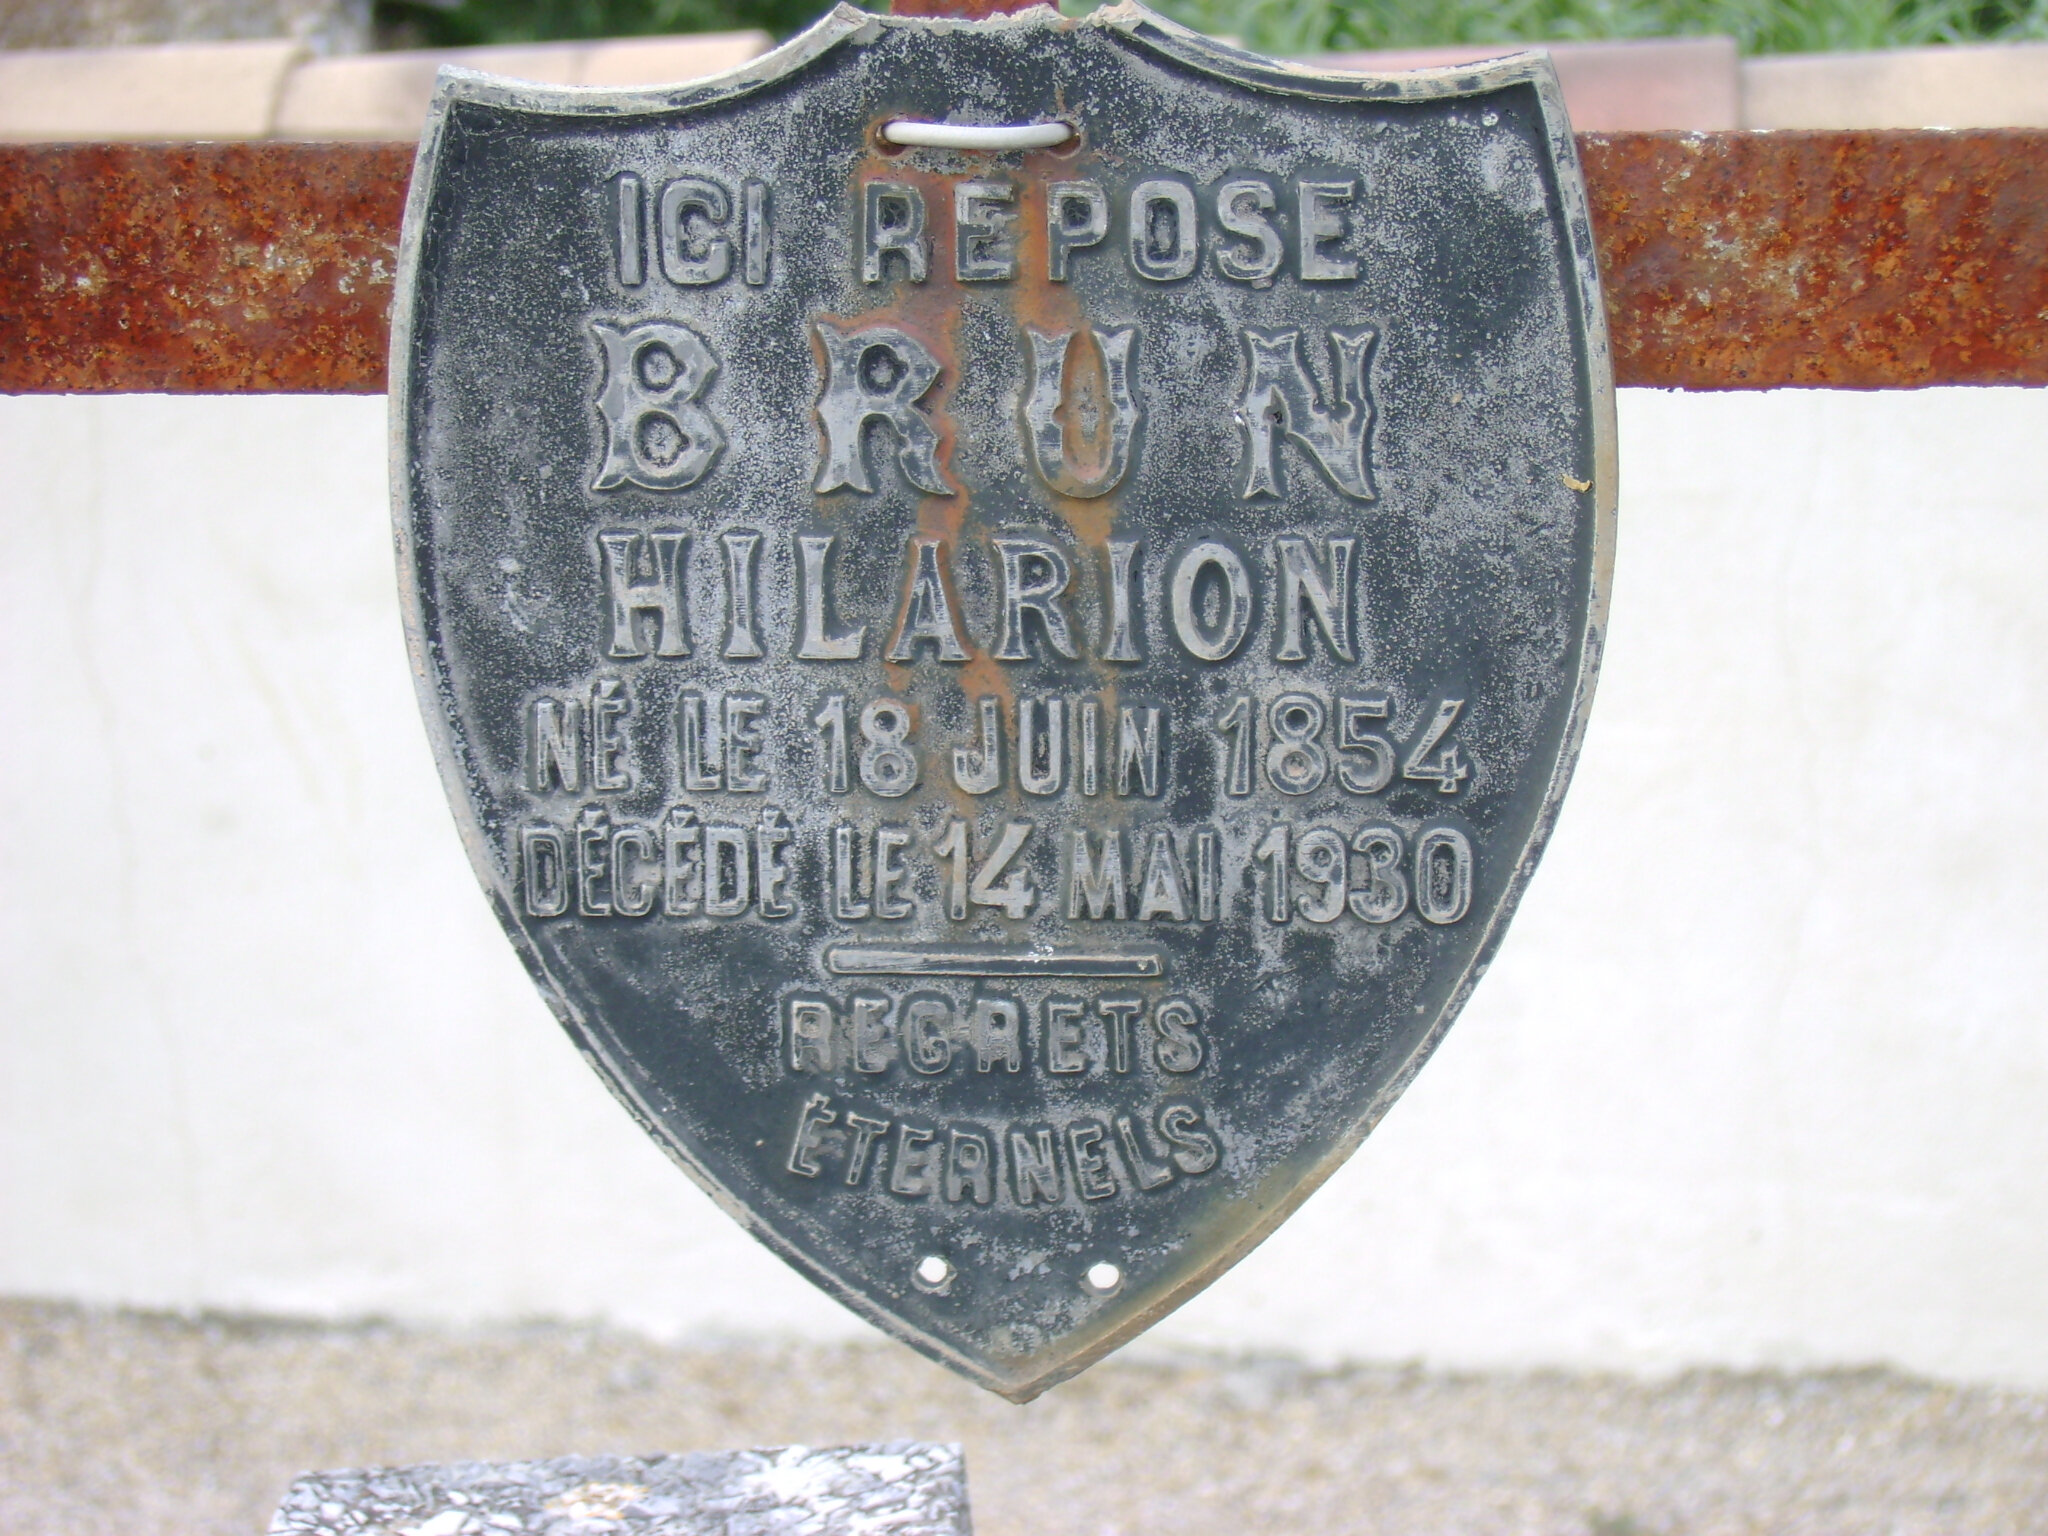 ICI REPOSE
BRUN
HILARION
NÉ LE 18 JUIN 1854
DÉCÉDÉ LE 14 MAI 1930
REGRETS
ÉTERNELS